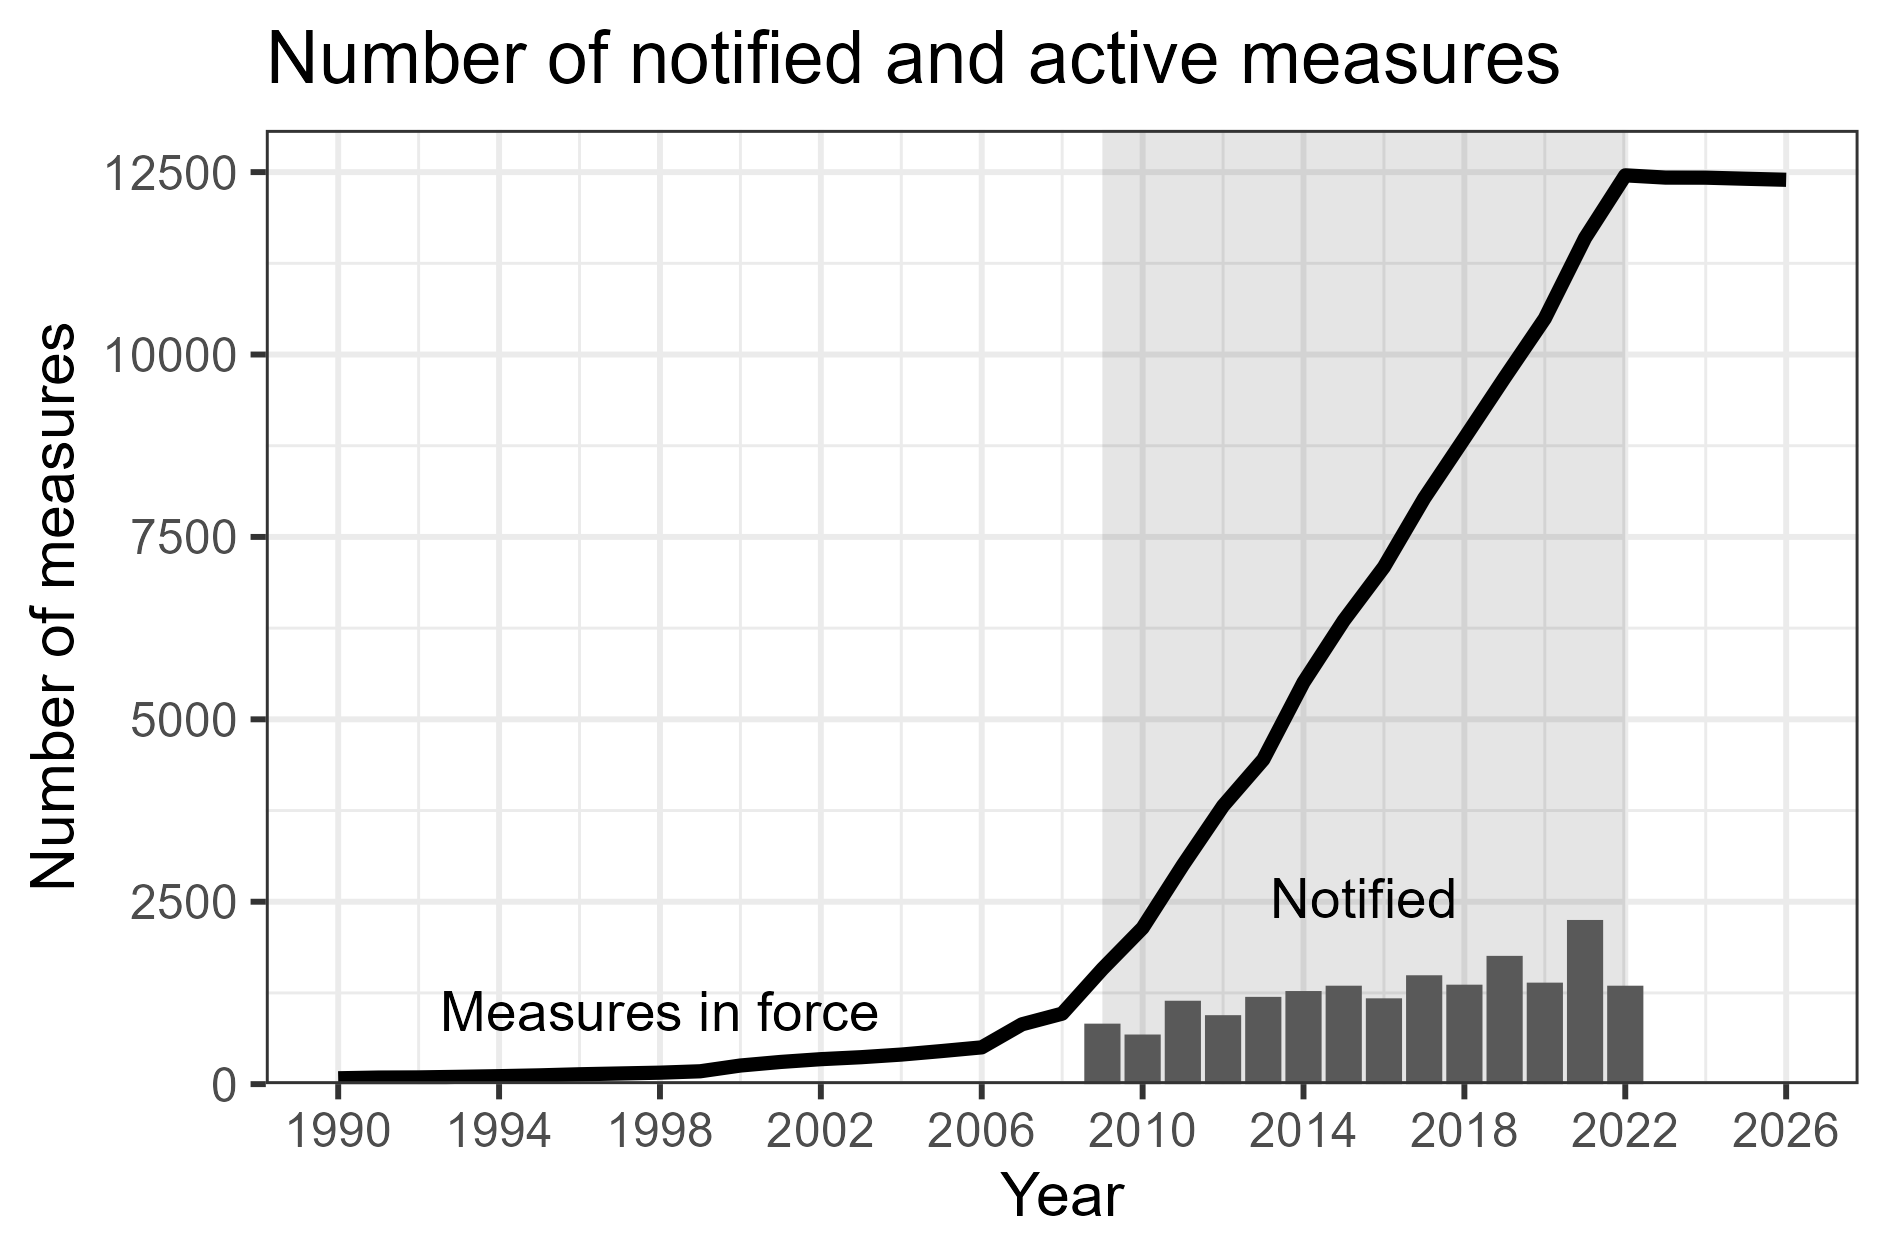 Number of notified and active measures
Number of measures
12500
10000
7500
5000
2500
0
Notified
Measures in force
1990 1994 1998 2002 2006 2010 2014 2018 2022 2026
Year